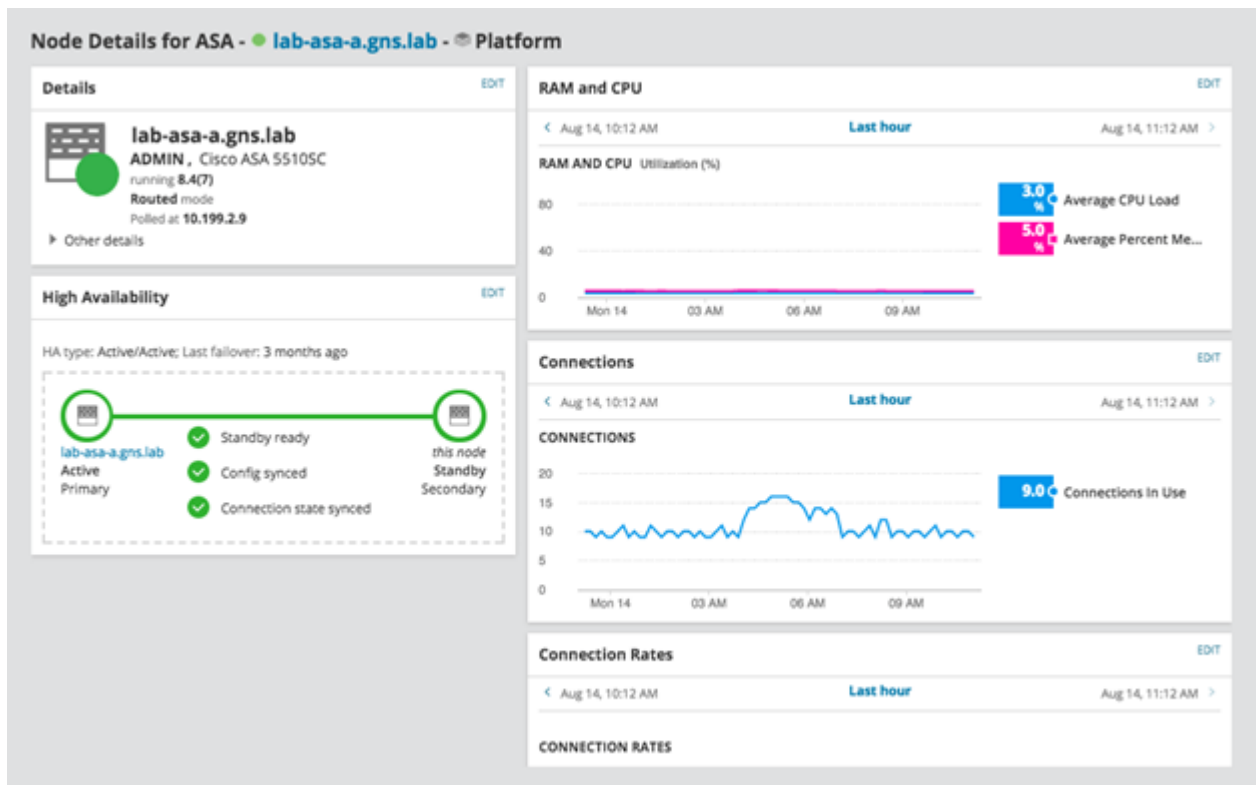 Node Details for ASA - lab-asa-a.gns.lab - Platform
Details EDIT
lab-asa-a.gns.lab
ADMIN , Cisco ASA 5510SC
running 8.4(7)
Routed mode
Polled at 10.199.2.9
Other details
High Availability EDIT
HA type: Active/Active; Last failover: 3 months ago
lab-asa-a.gns.lab
Active
Primary
Standby ready
Config synced
Connection state synced
this node
Standby
Secondary
RAM and CPU EDIT
Aug 14, 10:12 AM Last hour Aug 14, 11:12 AM
RAM AND CPU Utilization (%)
80
40
0
Mon 14 03 AM 06 AM 09 AM
3.0 % Average CPU Load
5.0 % Average Percent Me...
Connections EDIT
Aug 14, 10:12 AM Last hour Aug 14, 11:12 AM
CONNECTIONS
20
15
10
5
0
Mon 14 03 AM 06 AM 09 AM
9.0 Connections In Use
Connection Rates EDIT
Aug 14, 10:12 AM Last hour Aug 14, 11:12 AM
CONNECTION RATES